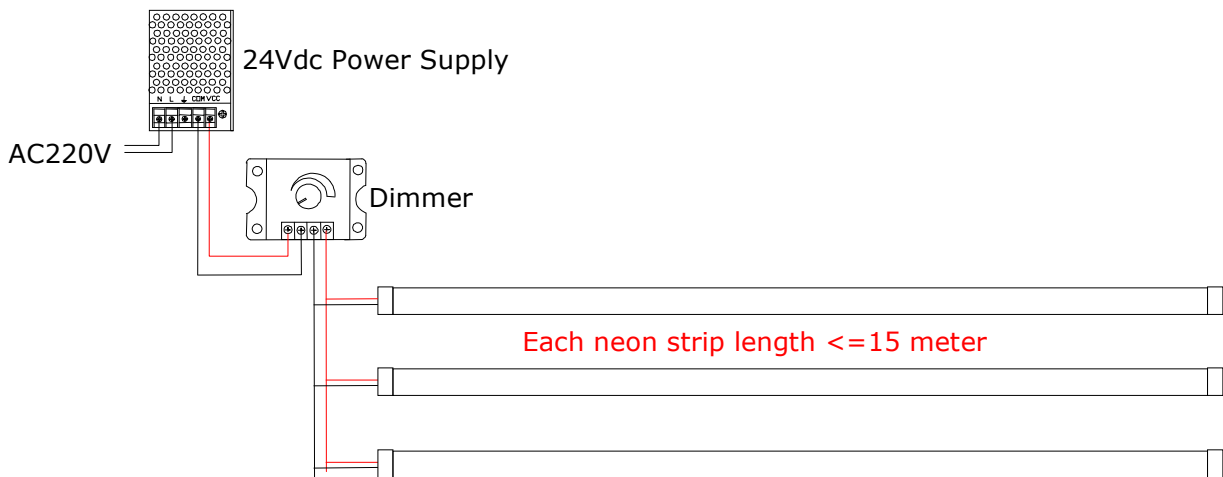 24Vdc Power Supply
N L COM VCC
AC220V
Dimmer
Each neon strip length <=15 meter